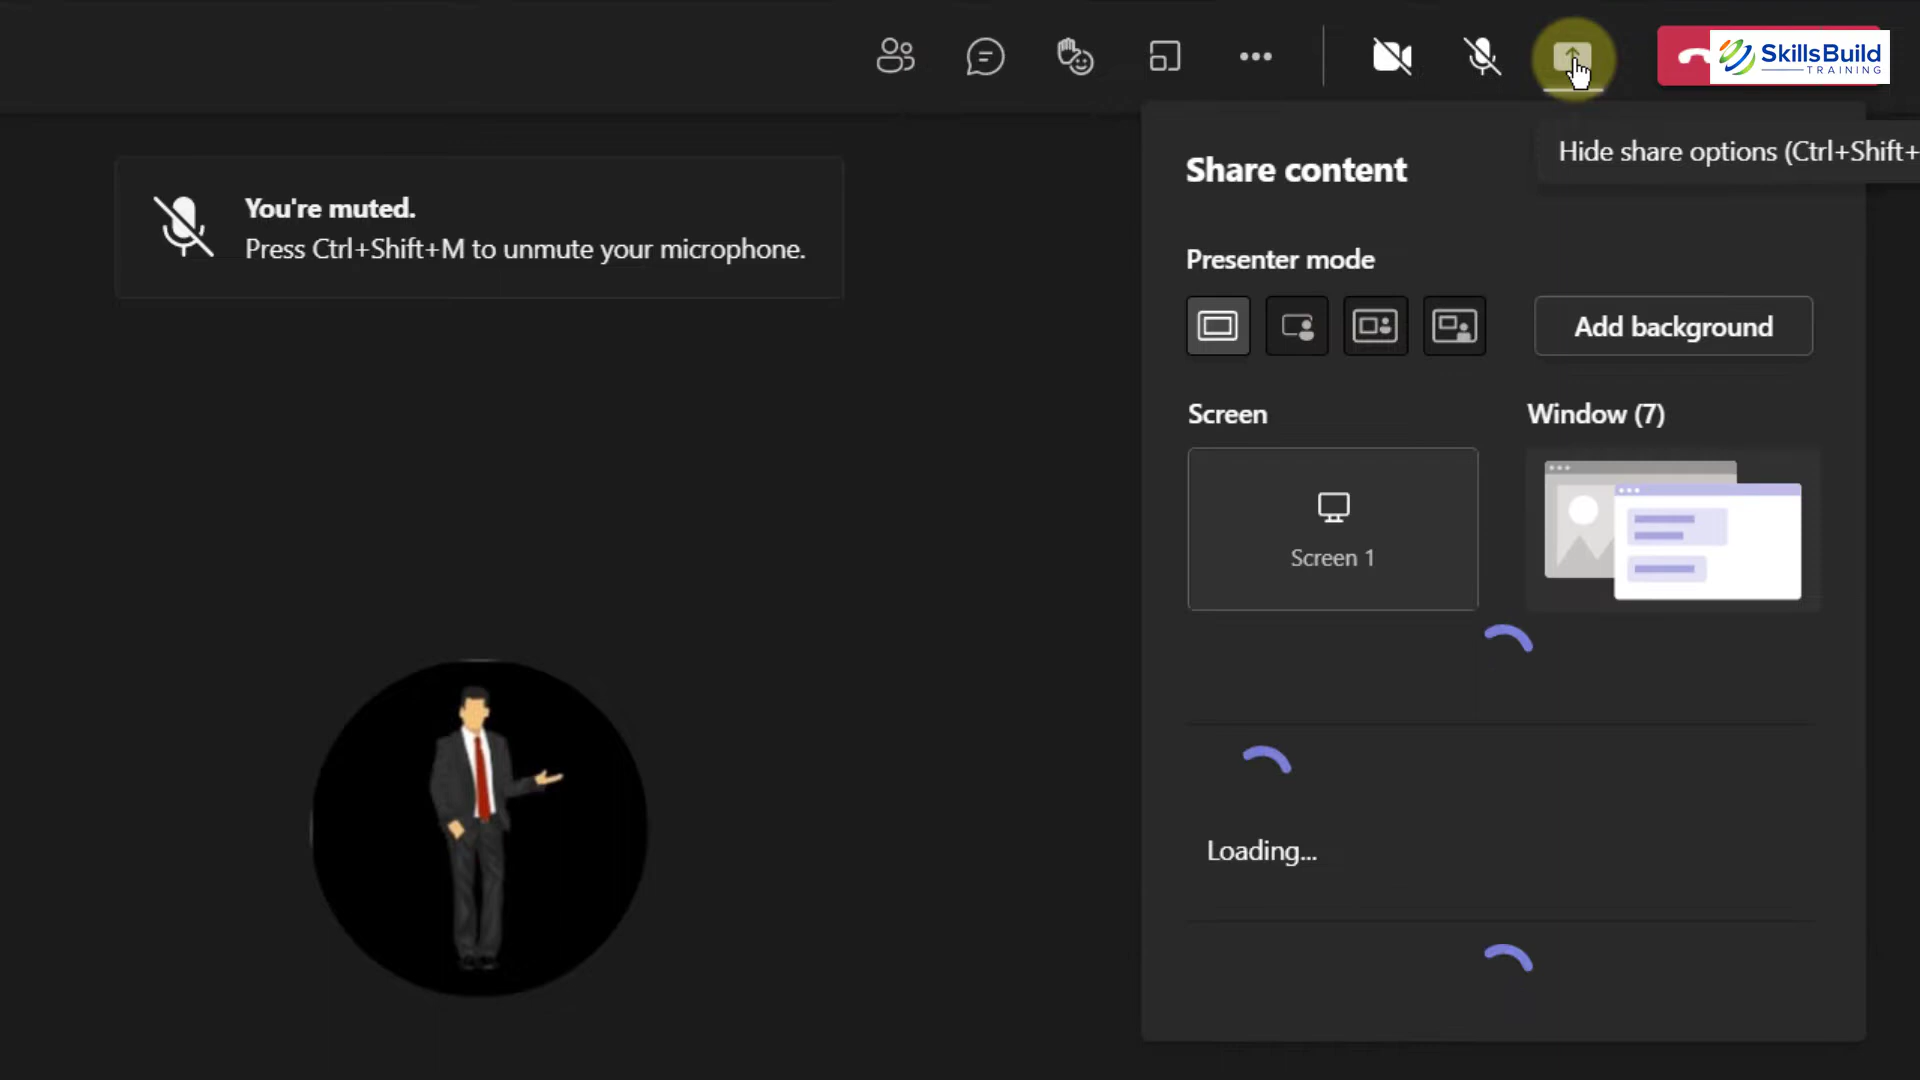 SkillsBuild
TRAINING
Hide share options (Ctrl+Shift+
Share content
You're muted.
Press Ctrl+Shift+M to unmute your microphone.
Presenter mode
Add background
Screen
Window (7)
Screen 1
Loading...